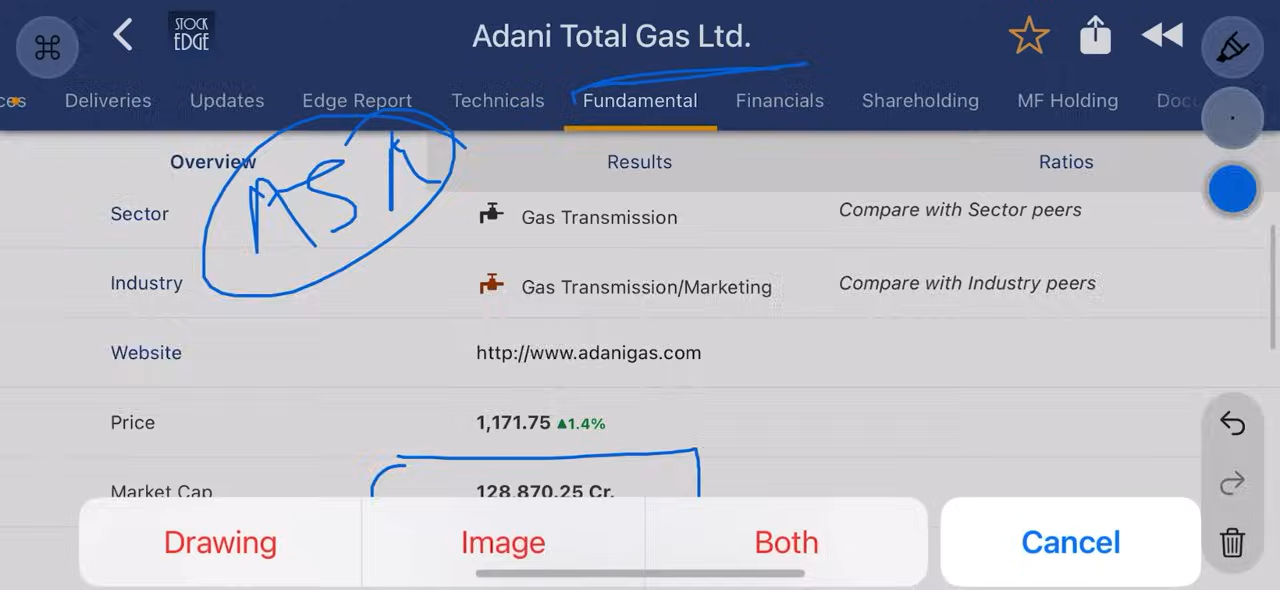 STOCK EDGE
Adani Total Gas Ltd.
Deliveries Updates Edge Report Technicals Fundamental Financials Shareholding MF Holding
Overview Results Ratios
Sector Gas Transmission Compare with Sector peers
Industry Gas Transmission/Marketing Compare with Industry peers
Website http://www.adanigas.com
Price 1,171.75 ▲1.4%
Market Cap 128,870.25 Cr.
Drawing Image Both Cancel